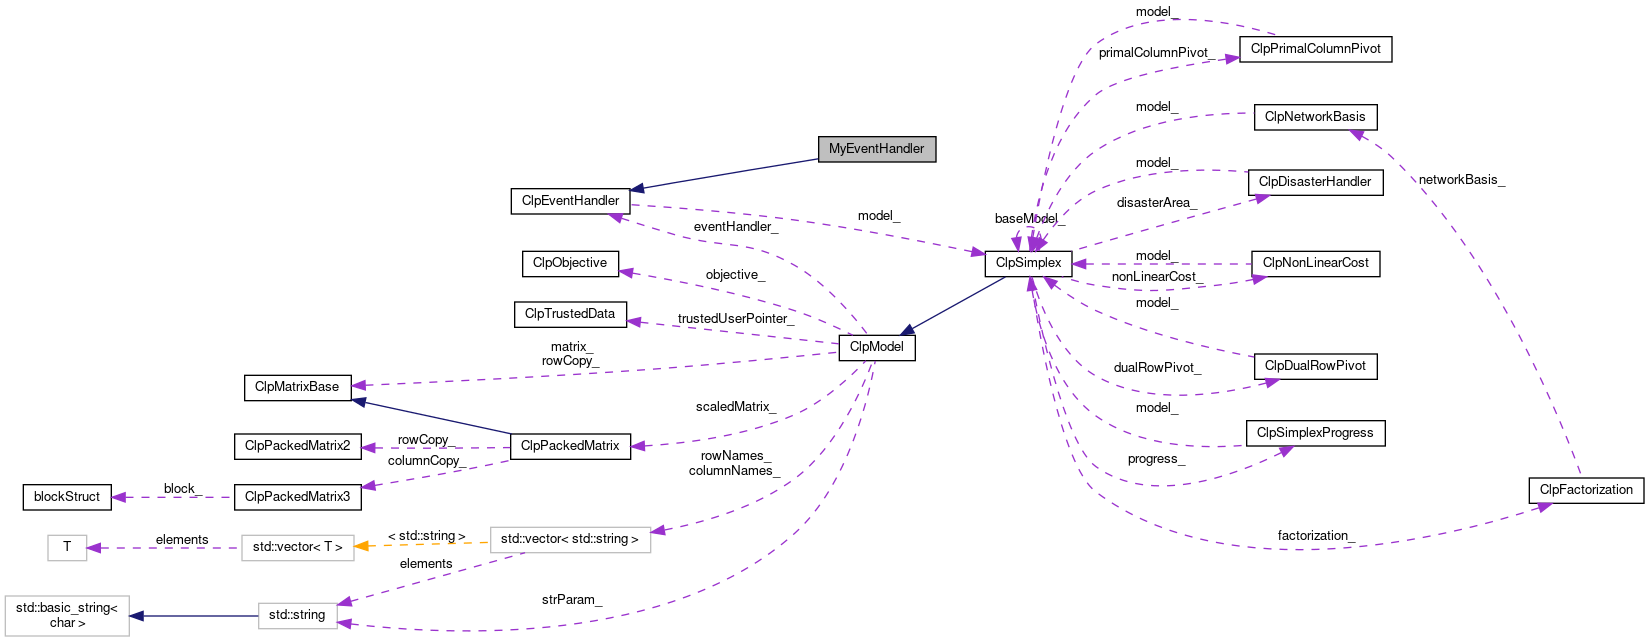 model_
ClpPrimalColumnPivot
primalColumnPivot_
model_
ClpNetworkBasis
MyEventHandler
model_
ClpDisasterHandler
networkBasis_
ClpEventHandler
disasterArea_
model_
baseModel_
eventHandler_
ClpObjective
ClpSimplex
model_
ClpNonLinearCost
objective_
nonLinearCost_
model_
ClpTrustedData
trustedUserPointer_
matrix_
rowCopy_
ClpModel
ClpMatrixBase
dualRowPivot_
ClpDualRowPivot
scaledMatrix_
model_
ClpPackedMatrix2
rowCopy_
ClpPackedMatrix
ClpSimplexProgress
columnCopy_
rowNames_
columnNames_
progress_
blockStruct
block_
ClpPackedMatrix3
ClpFactorization
T
elements
std::vector< T >
< std::string >
std::vector< std::string >
factorization_
elements
strParam_
std::basic_string<
char >
std::string